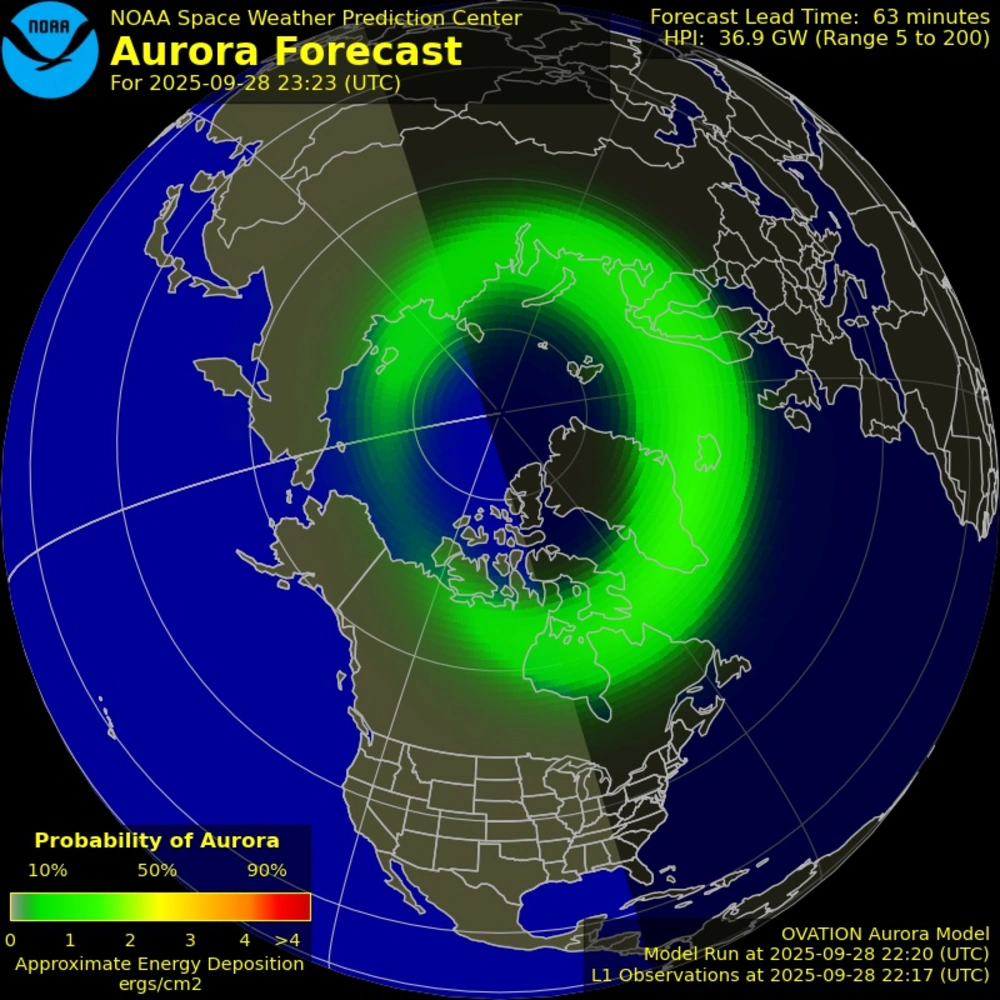 NOAA
NOAA Space Weather Prediction Center
Aurora Forecast
For 2025-09-28 23:23 (UTC)
Forecast Lead Time: 63 minutes
HPI: 36.9 GW (Range 5 to 200)
Probability of Aurora
10% 50% 90%
0 1 2 3 4 >4
Approximate Energy Deposition
ergs/cm2
OVATION Aurora Model
Model Run at 2025-09-28 22:20 (UTC)
L1 Observations at 2025-09-28 22:17 (UTC)